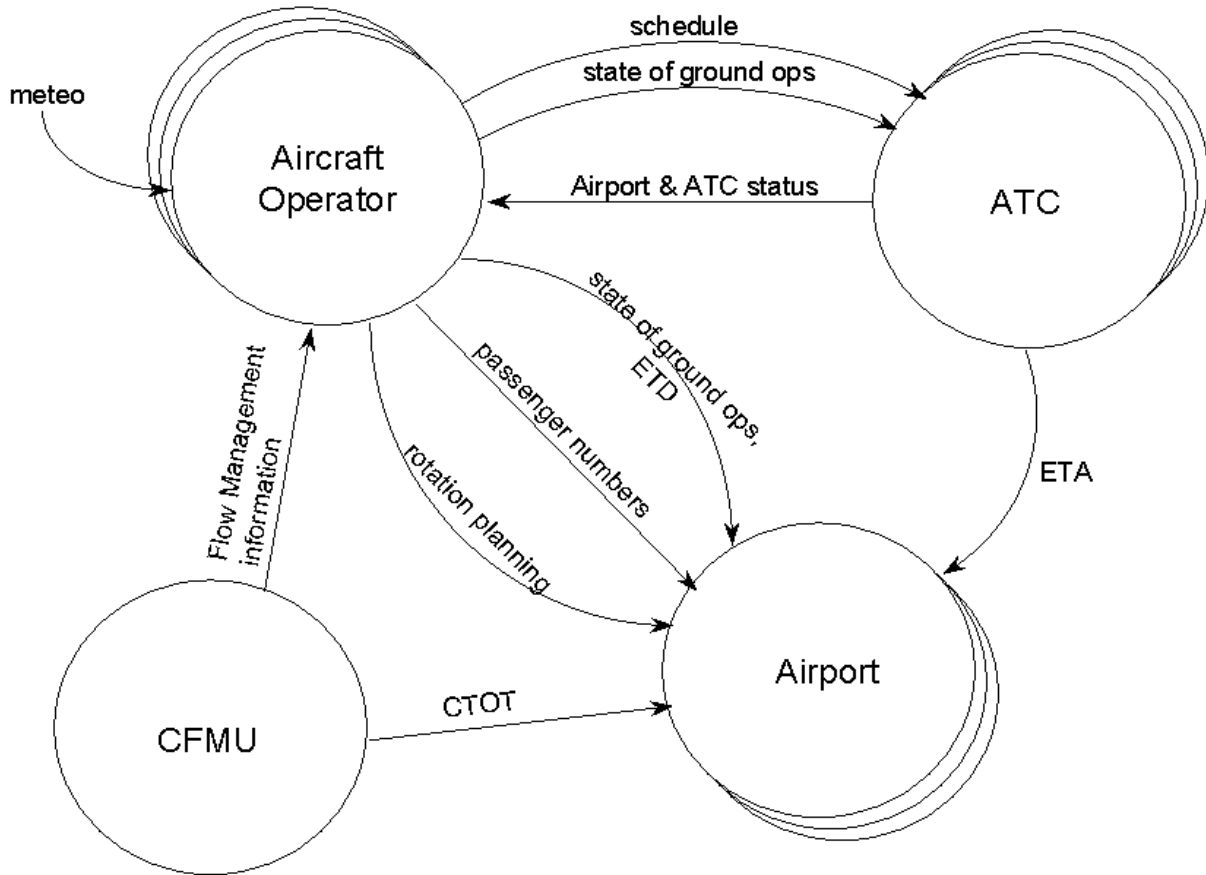 schedule
state of ground ops
meteo
Aircraft
Operator
Airport & ATC status
ATC
state of ground ops,
ETD
passenger numbers
rotation planning
Flow Management
information
ETA
Airport
CTOT
CFMU